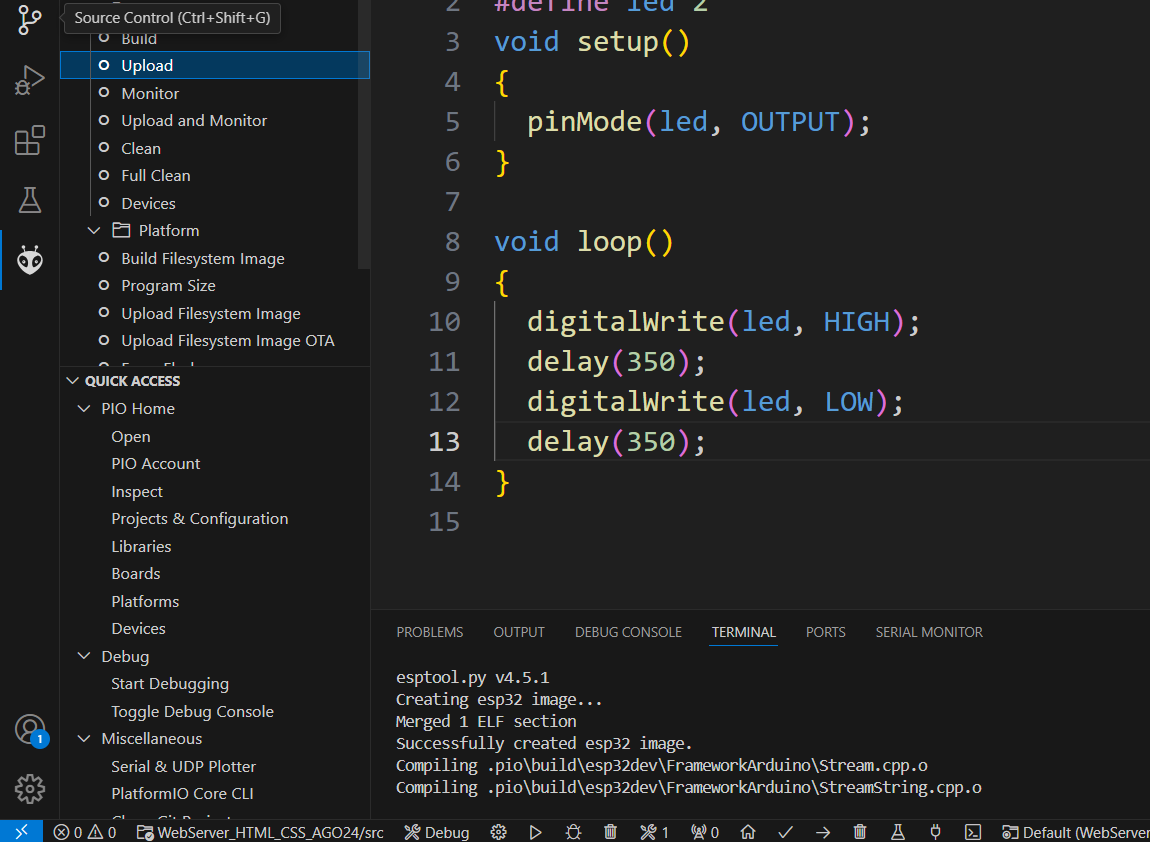 Source Control (Ctrl+Shift+G)
Build
Upload
Monitor
Upload and Monitor
Clean
Full Clean
Devices
Platform
Build Filesystem Image
Program Size
Upload Filesystem Image
Upload Filesystem Image OTA
QUICK ACCESS
PIO Home
Open
PIO Account
Inspect
Projects & Configuration
Libraries
Boards
Platforms
Devices
Debug
Start Debugging
Toggle Debug Console
Miscellaneous
Serial & UDP Plotter
PlatformIO Core CLI
1
2 #define led 2
3 void setup()
4 {
5 pinMode(led, OUTPUT);
6 }
7
8 void loop()
9 {
10 digitalWrite(led, HIGH);
11 delay(350);
12 digitalWrite(led, LOW);
13 delay(350);
14 }
15
PROBLEMS OUTPUT DEBUG CONSOLE TERMINAL PORTS SERIAL MONITOR
esptool.py v4.5.1
Creating esp32 image...
Merged 1 ELF section
Successfully created esp32 image.
Compiling .pio\build\esp32dev\FrameworkArduino\Stream.cpp.o
Compiling .pio\build\esp32dev\FrameworkArduino\StreamString.cpp.o
0 0 WebServer_HTML_CSS_AGO24/src Debug 1 0 Default (WebServer